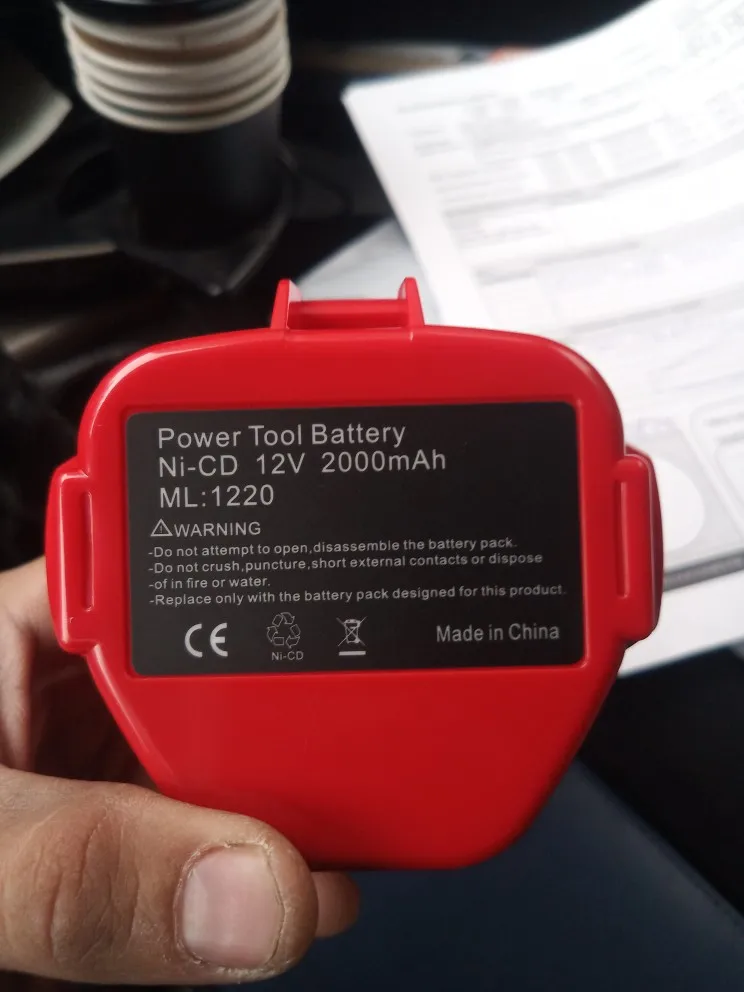 Power Tool Battery
Ni-CD 12V 2000mAh
ML:1220
⚠WARNING
-Do not attempt to open,disassemble the battery pack.
-Do not crush,puncture,short external contacts or dispose
-of in fire or water.
-Replace only with the battery pack designed for this product.
CE
Ni-CD
Made in China